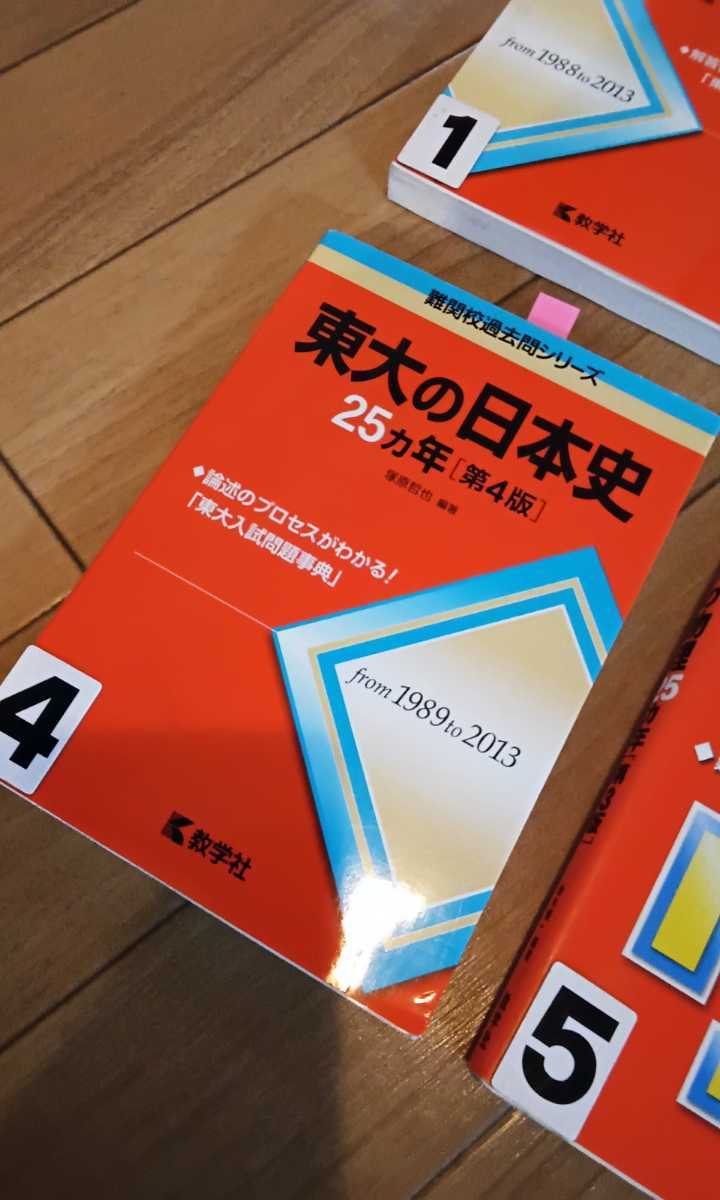 from 1988 to 2013
◆解答
1
教学社
難関校過去問シリーズ
東大の日本史
25カ年[第4版]
塚原哲也 編著
◆論述のプロセスがわかる!
「東大入試問題事典」
from 1989 to 2013
4
教学社
5